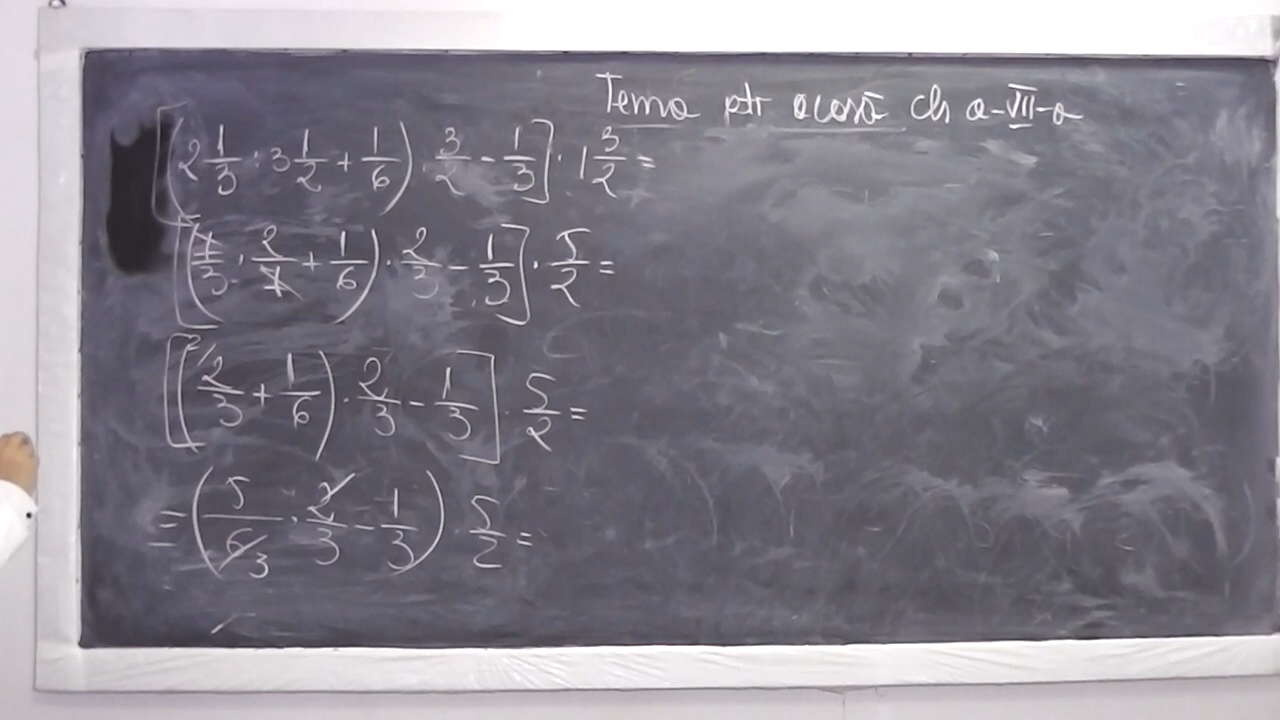 Tema ptr acasă cls a-VII-a
[(2 1/3 : 3 1/2 + 1/6) : 3/2 - 1/3] · 1 3/2 =
[(7/3 · 2/7 + 1/6) · 2/3 - 1/3] · 5/2 =
[(2/ 2/3 + 1/6) · 2/3 - 1/3] · 5/2 =
= (5/6 3 · 2/3 - 1/3) · 5/2 =